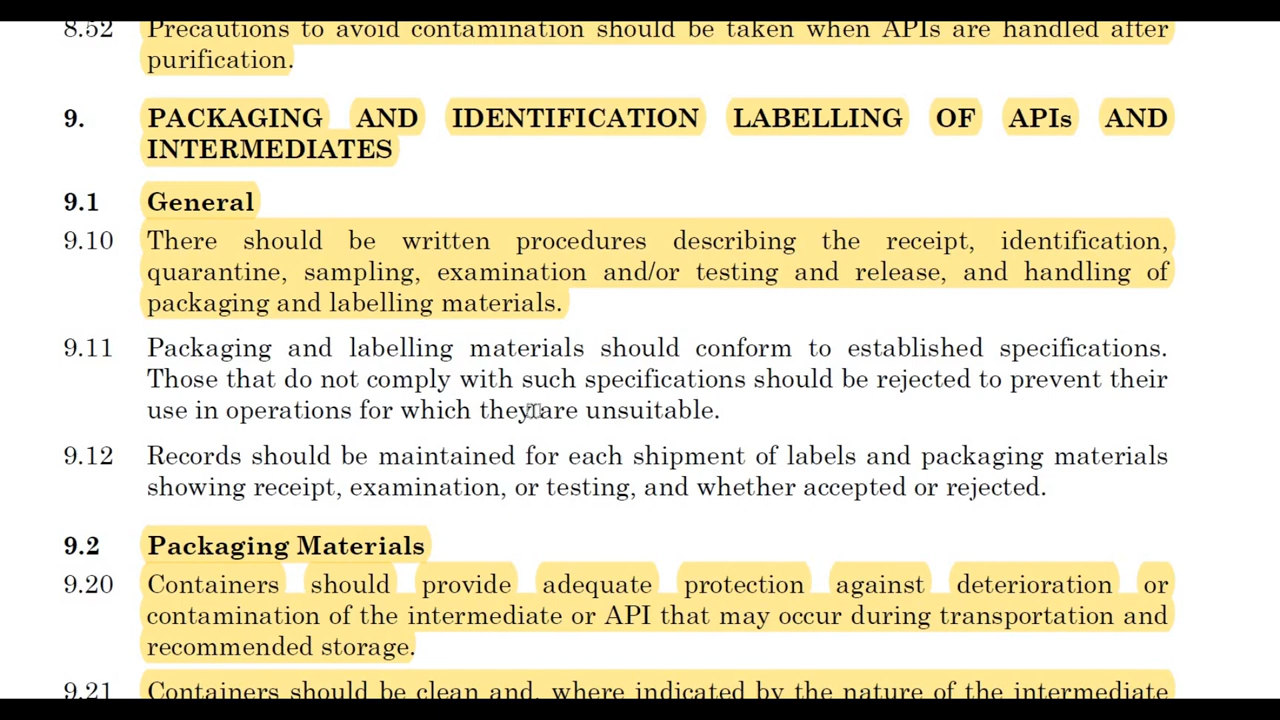 8.52 Precautions to avoid contamination should be taken when APIs are handled after
purification.
9. PACKAGING AND IDENTIFICATION LABELLING OF APIs AND
INTERMEDIATES
9.1 General
9.10 There should be written procedures describing the receipt, identification,
quarantine, sampling, examination and/or testing and release, and handling of
packaging and labelling materials.
9.11 Packaging and labelling materials should conform to established specifications.
Those that do not comply with such specifications should be rejected to prevent their
use in operations for which they are unsuitable.
9.12 Records should be maintained for each shipment of labels and packaging materials
showing receipt, examination, or testing, and whether accepted or rejected.
9.2 Packaging Materials
9.20 Containers should provide adequate protection against deterioration or
contamination of the intermediate or API that may occur during transportation and
recommended storage.
9.21 Containers should be clean and, where indicated by the nature of the intermediate